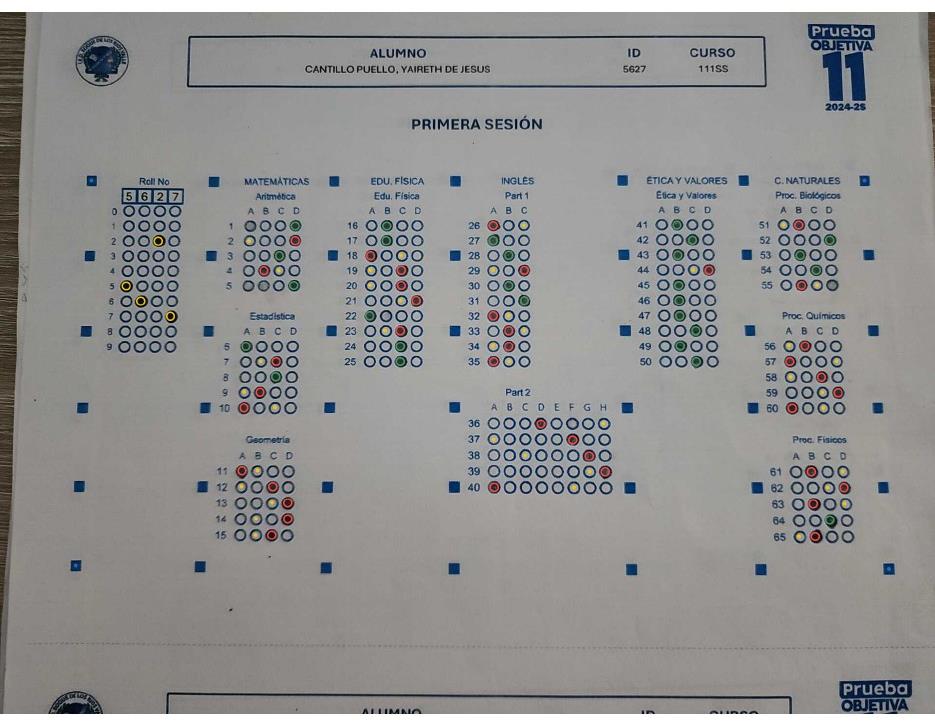 Prueba
OBJETIVA
11
2024-2S
ALUMNO ID CURSO
CANTILLO PUELLO, YAIRETH DE JESUS 5627 111SS
PRIMERA SESIÓN
Roll No
5 6 2 7
0
1
2
3
4
5
6
7
8
9
MATEMÁTICAS
Aritmética
A B C D
1
2
3
4
5
Estadística
A B C D
6
7
8
9
10
Geometría
A B C D
11
12
13
14
15
EDU. FÍSICA
Edu. Física
A B C D
16
17
18
19
20
21
22
23
24
25
INGLÉS
Part 1
A B C
26
27
28
29
30
31
32
33
34
35
Part 2
A B C D E F G H
36
37
38
39
40
ÉTICA Y VALORES
Ética y Valores
A B C D
41
42
43
44
45
46
47
48
49
50
C. NATURALES
Proc. Biológicos
A B C D
51
52
53
54
55
Proc. Químicos
A B C D
56
57
58
59
60
Proc. Físicos
A B C D
61
62
63
64
65
Prueba
OBJETIVA
ALUMNO ID CURSO